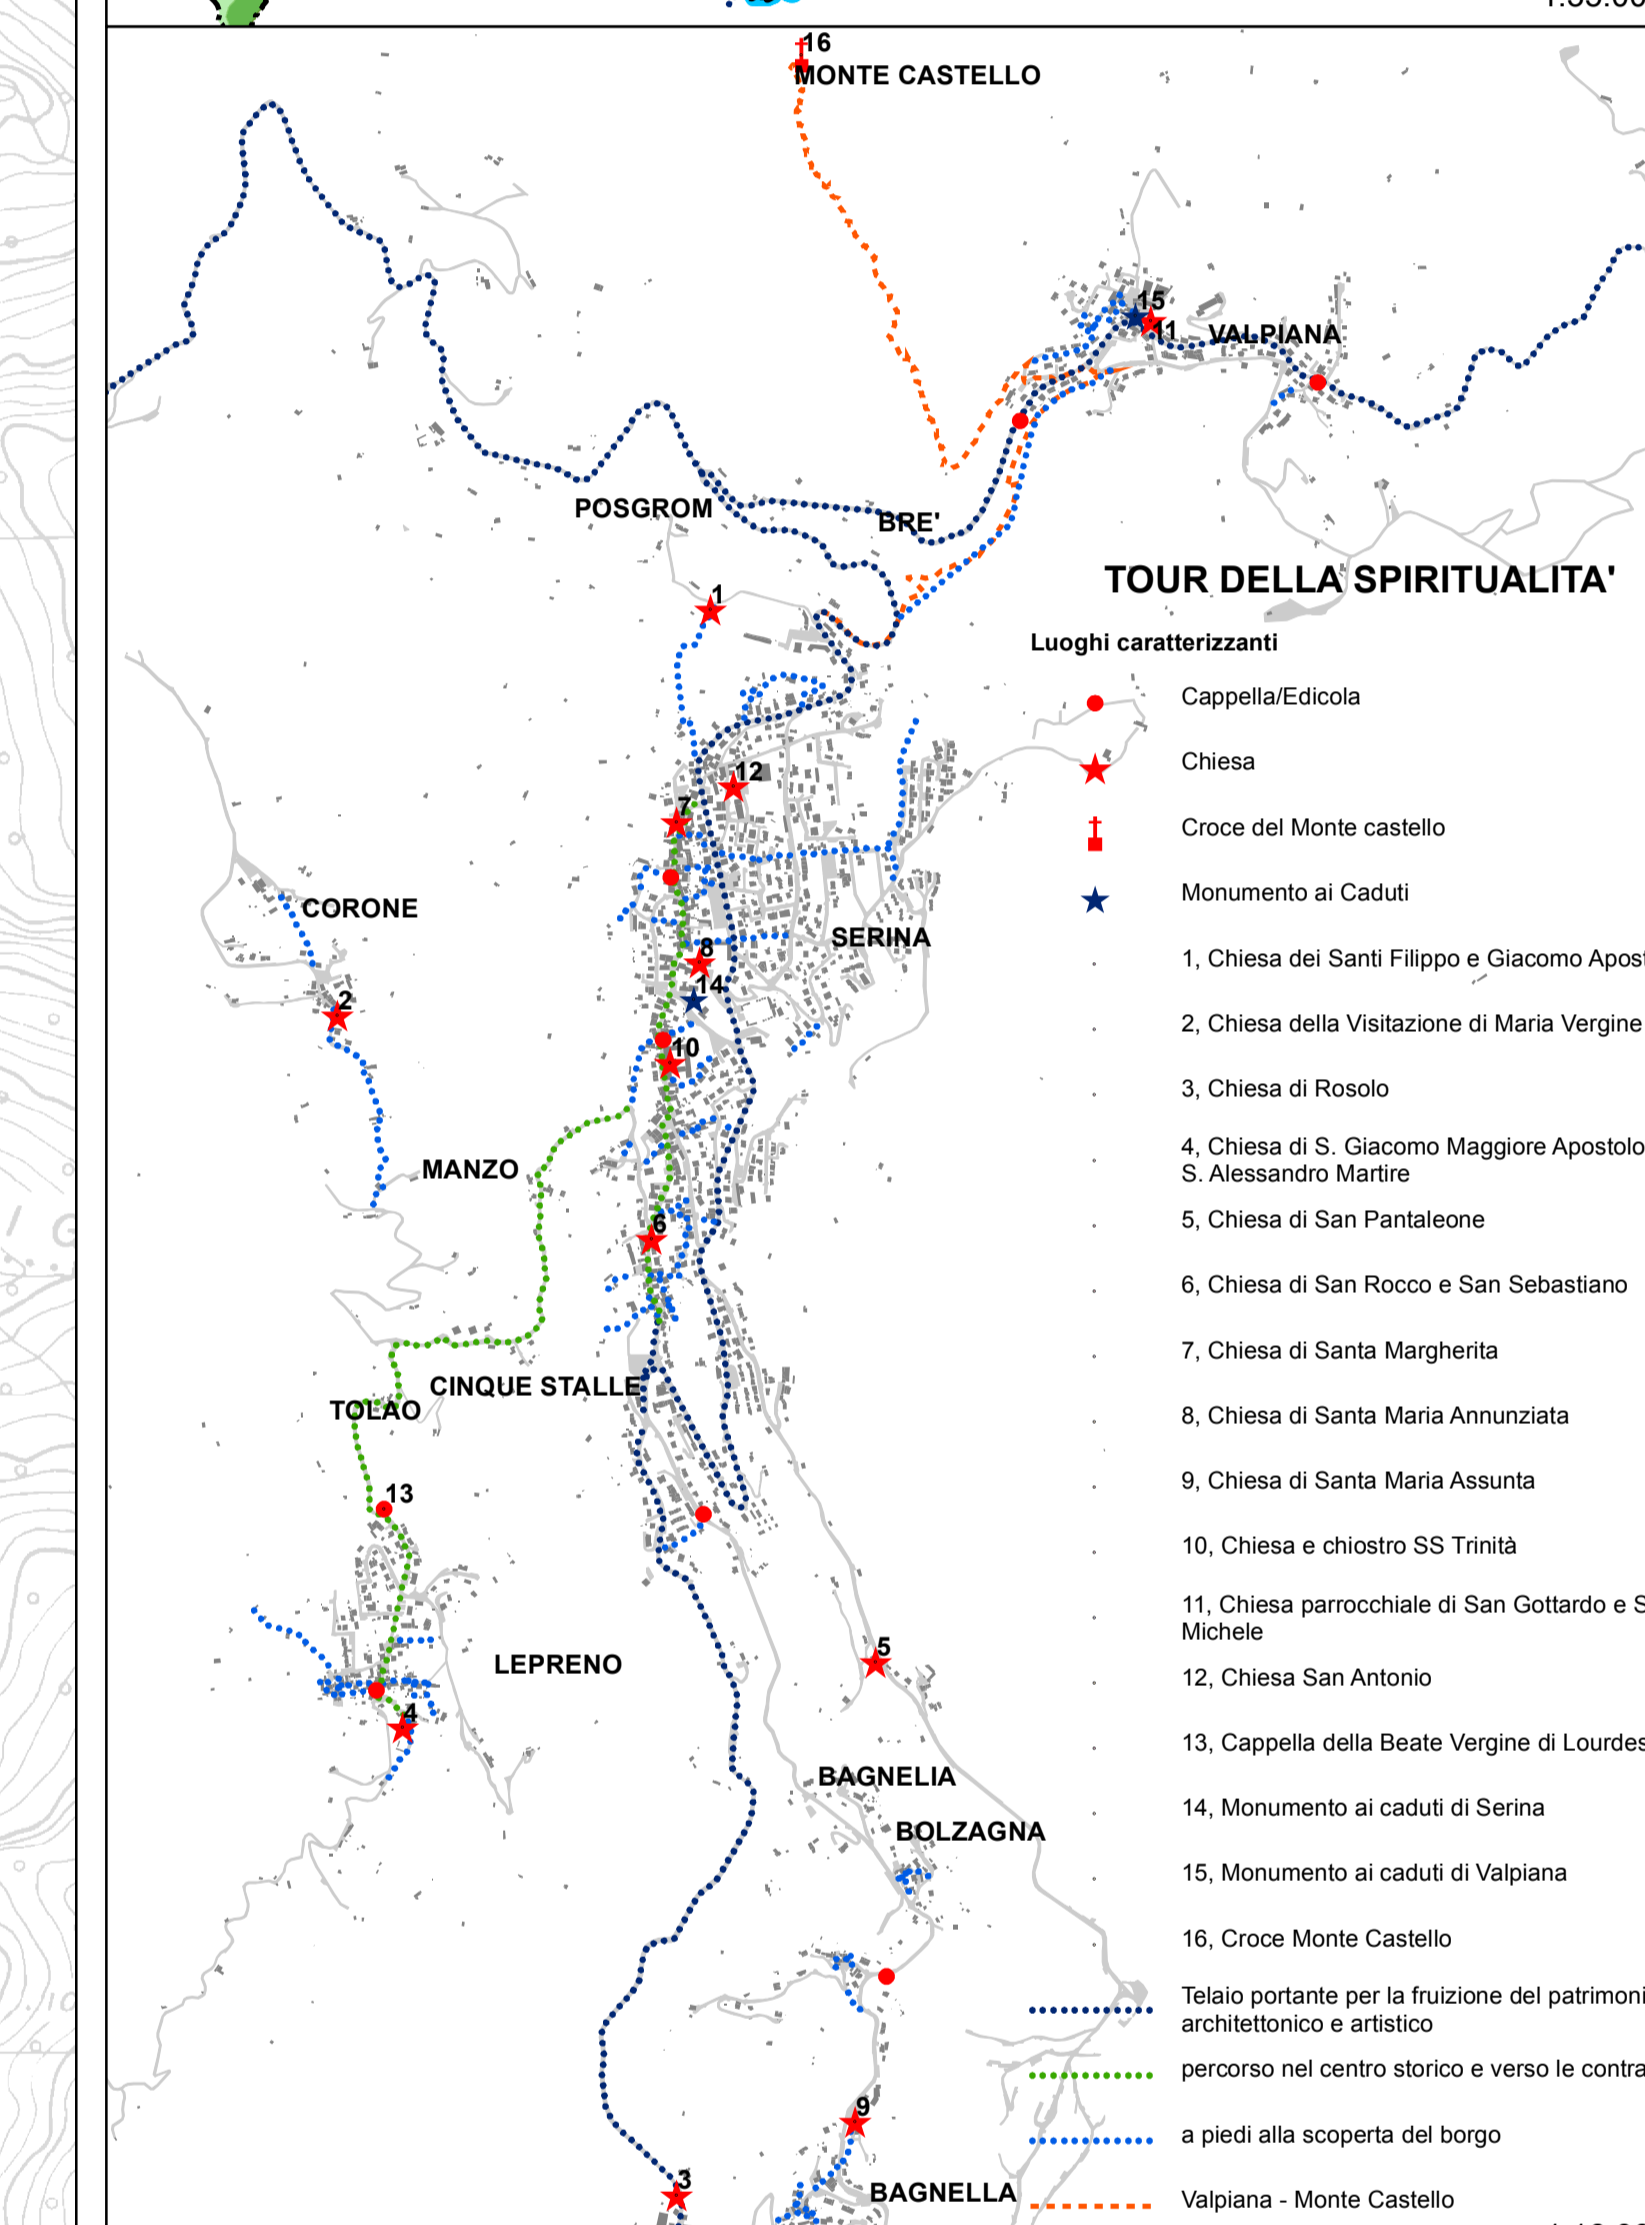 16
MONTE CASTELLO
15
11
VALPIANA
POSGROM
BRE'
TOUR DELLA SPIRITUALITA'
1
Luoghi caratterizzanti
Cappella/Edicola
Chiesa
12
7
Croce del Monte castello
Monumento ai Caduti
CORONE
SERINA
8
1, Chiesa dei Santi Filippo e Giacomo Apost
14
2
2, Chiesa della Visitazione di Maria Vergine
10
3, Chiesa di Rosolo
MANZO
4, Chiesa di S. Giacomo Maggiore Apostolo
S. Alessandro Martire
6
5, Chiesa di San Pantaleone
6, Chiesa di San Rocco e San Sebastiano
7, Chiesa di Santa Margherita
CINQUE STALLE
TOLAO
8, Chiesa di Santa Maria Annunziata
13
9, Chiesa di Santa Maria Assunta
10, Chiesa e chiostro SS Trinità
11, Chiesa parrocchiale di San Gottardo e S
Michele
5
LEPRENO
12, Chiesa San Antonio
4
13, Cappella della Beate Vergine di Lourdes
BAGNELIA
14, Monumento ai caduti di Serina
BOLZAGNA
15, Monumento ai caduti di Valpiana
16, Croce Monte Castello
Telaio portante per la fruizione del patrimoni
architettonico e artistico
percorso nel centro storico e verso le contra
9
a piedi alla scoperta del borgo
3
BAGNELLA
Valpiana - Monte Castello